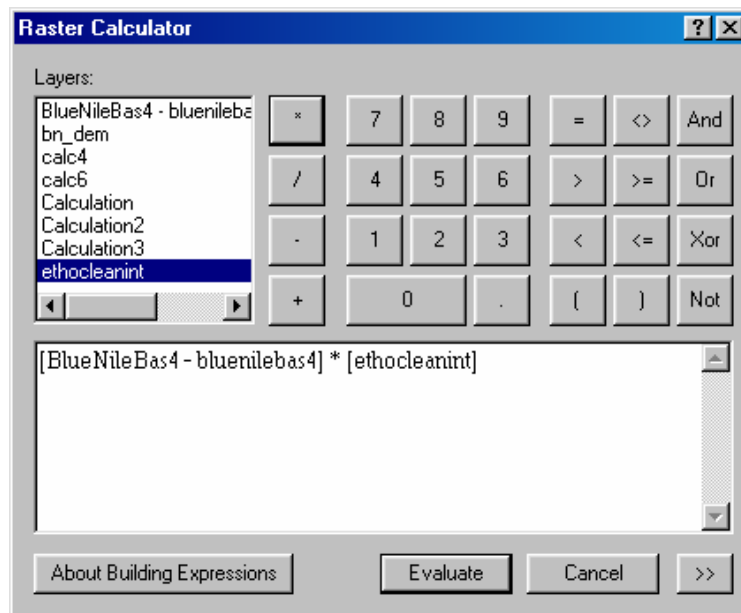 Raster Calculator
? ×
Layers:
BlueNileBas4 - bluenileba
bn_dem
calc4
calc6
Calculation
Calculation2
Calculation3
ethocleanint
* 7 8 9 = <> And
/ 4 5 6 > >= Or
- 1 2 3 < <= Xor
+ 0 . ( ) Not
[BlueNileBas4 - bluenilebas4] * [ethocleanint]
About Building Expressions Evaluate Cancel >>